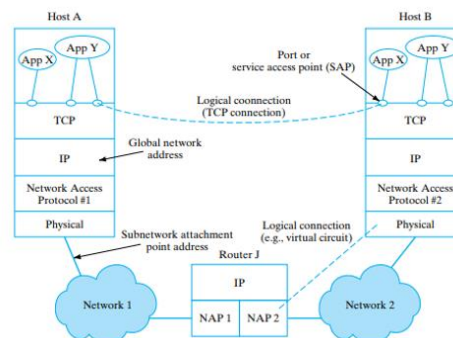 Host A
Host B
App Y
App X
Port or
service access point (SAP)
App Y
App X
Logical connection
(TCP connection)
TCP
TCP
Global network
address
IP
IP
Network Access
Protocol #1
Network Access
Protocol #2
Physical
Physical
Subnetwork attachment
point address
Logical connection
(e.g., virtual circuit)
Router J
IP
Network 1
NAP 1
NAP 2
Network 2